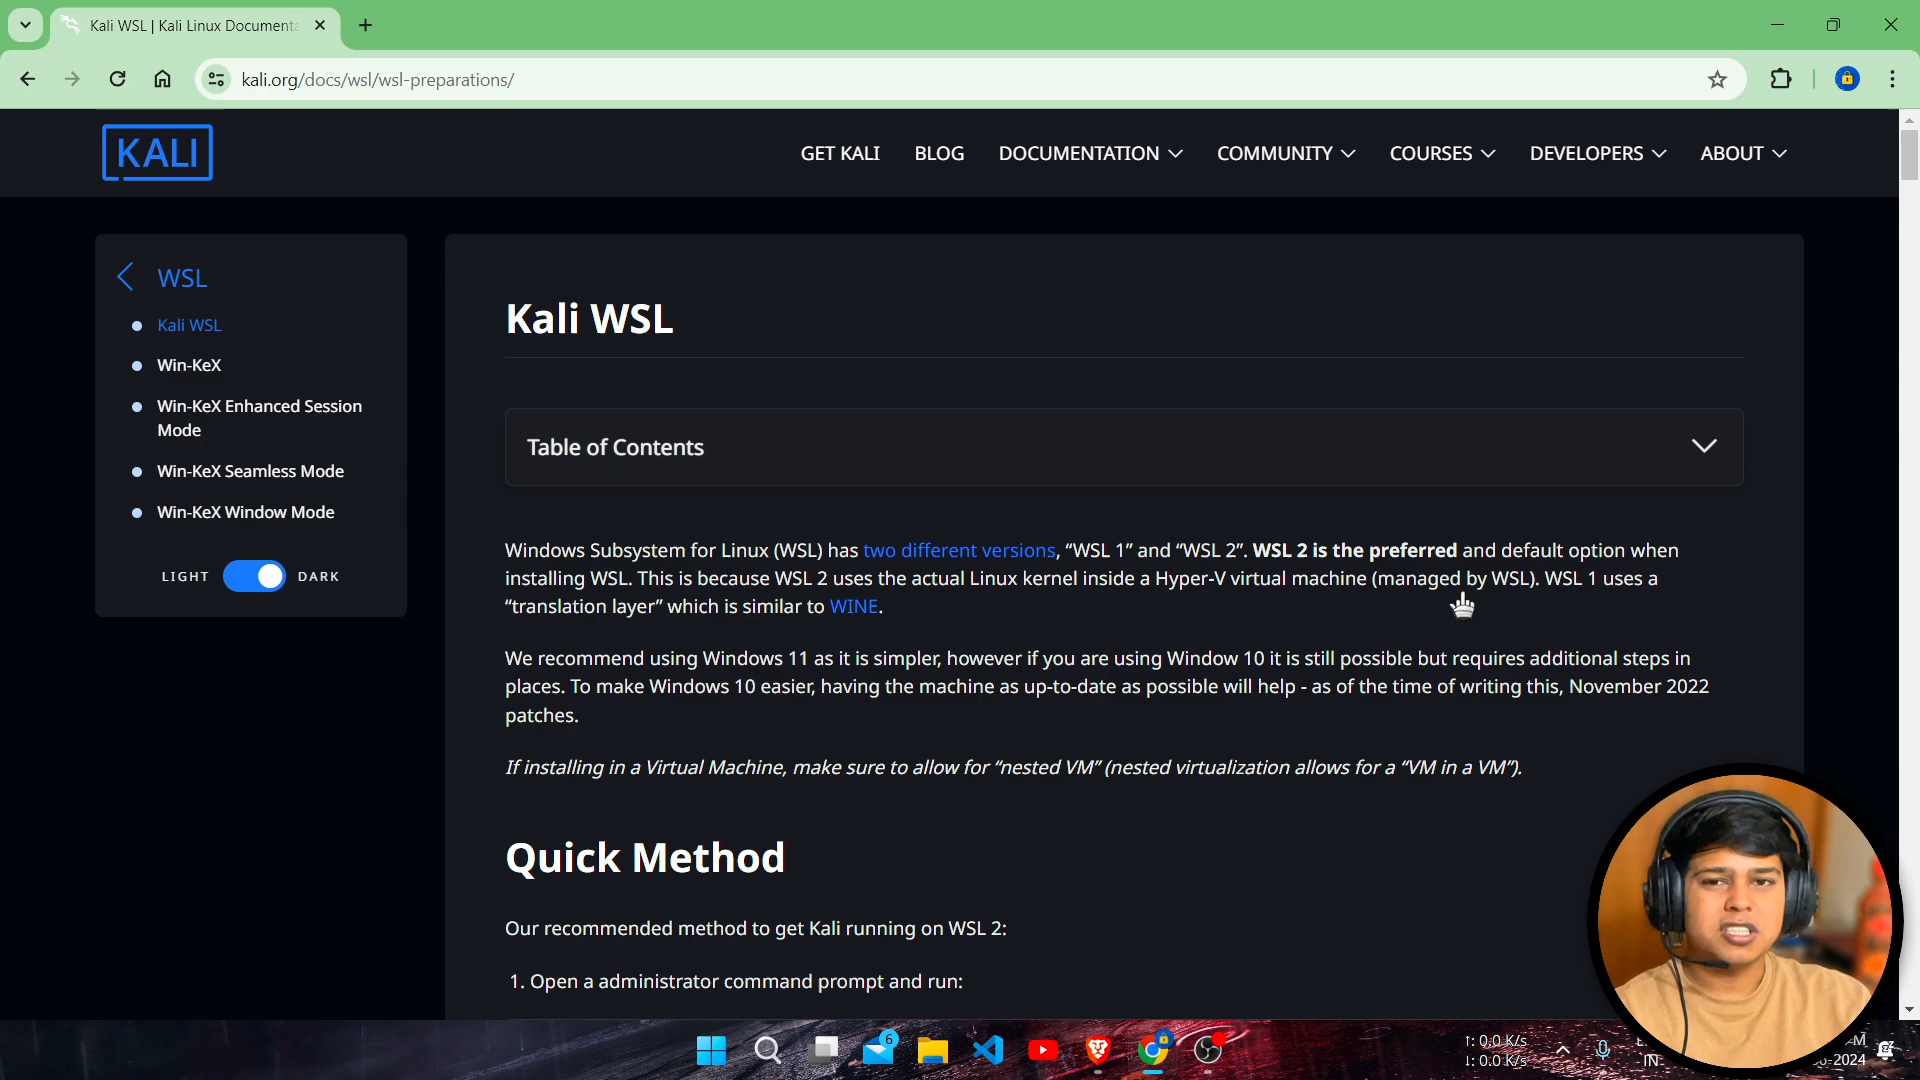 Kali WSL | Kali Linux Documenta
kali.org/docs/wsl/wsl-preparations/
KALI
GET KALI
BLOG
DOCUMENTATION
COMMUNITY
COURSES
DEVELOPERS
ABOUT
WSL
Kali WSL
Win-KeX
Win-KeX Enhanced Session
Mode
Win-KeX Seamless Mode
Win-KeX Window Mode
LIGHT
DARK
Kali WSL
Table of Contents
Windows Subsystem for Linux (WSL) has two different versions, “WSL 1” and “WSL 2”. WSL 2 is the preferred and default option when
installing WSL. This is because WSL 2 uses the actual Linux kernel inside a Hyper-V virtual machine (managed by WSL). WSL 1 uses a
“translation layer” which is similar to WINE.
We recommend using Windows 11 as it is simpler, however if you are using Window 10 it is still possible but requires additional steps in
places. To make Windows 10 easier, having the machine as up-to-date as possible will help - as of the time of writing this, November 2022
patches.
If installing in a Virtual Machine, make sure to allow for “nested VM” (nested virtualization allows for a “VM in a VM”).
Quick Method
Our recommended method to get Kali running on WSL 2:
1. Open a administrator command prompt and run:
6
↑: 0.0 K/s
↓: 0.0 K/s
IN
-2024